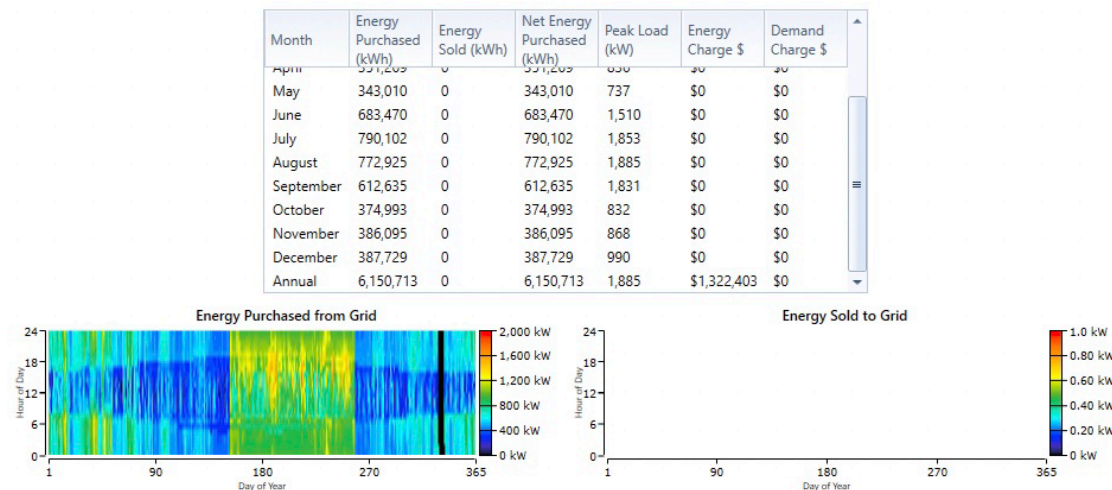 Month Energy Purchased (kWh) Energy Sold (kWh) Net Energy Purchased (kWh) Peak Load (kW) Energy Charge $ Demand Charge $
April 351,269 0 351,269 $0 $0
May 343,010 0 343,010 737 $0 $0
June 683,470 0 683,470 1,510 $0 $0
July 790,102 0 790,102 1,853 $0 $0
August 772,925 0 772,925 1,885 $0 $0
September 612,635 0 612,635 1,831 $0 $0
October 374,993 0 374,993 832 $0 $0
November 386,095 0 386,095 868 $0 $0
December 387,729 0 387,729 990 $0 $0
Annual 6,150,713 0 6,150,713 1,885 $1,322,403 $0
Energy Purchased from Grid
24
18
12
6
0
Hour of Day
1 90 180 270 365
Day of Year
2,000 kW
1,600 kW
1,200 kW
800 kW
400 kW
0 kW
Energy Sold to Grid
24
18
12
6
0
Hour of Day
1 90 180 270 365
Day of Year
1.0 kW
0.80 kW
0.60 kW
0.40 kW
0.20 kW
0 kW